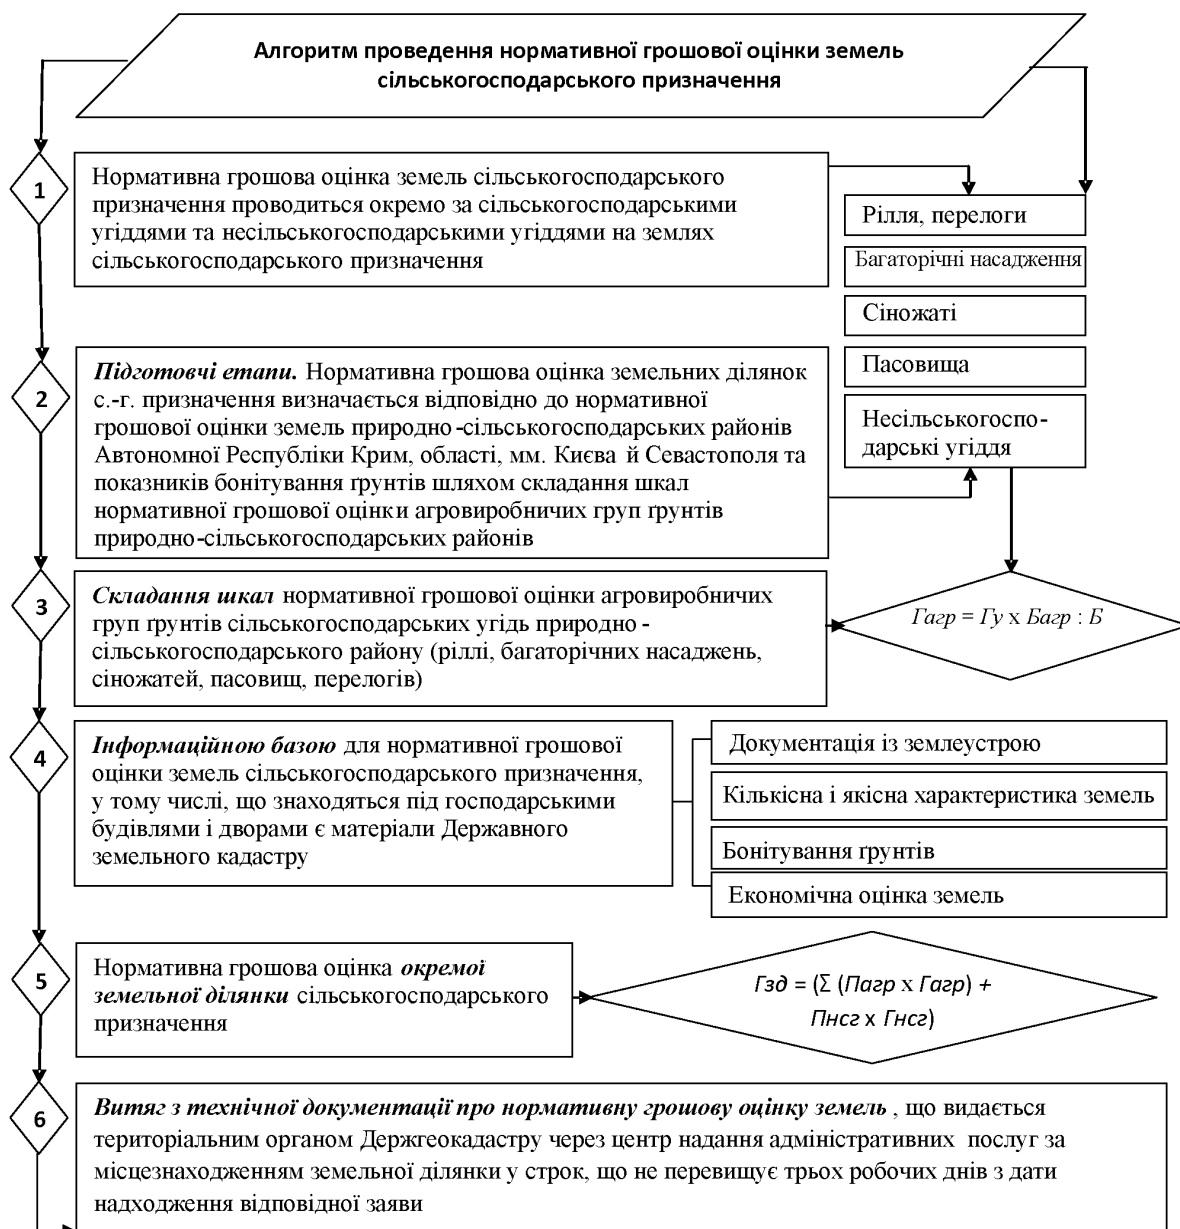 Алгоритм проведення нормативної грошової оцінки земель
сільськогосподарського призначення
1
Нормативна грошова оцінка земель сільськогосподарського
призначення проводиться окремо за сільськогосподарськими
угіддями та несільськогосподарськими угіддями на землях
сільськогосподарського призначення
Рілля, перелоги
Багаторічні насадження
Сіножаті
Пасовища
Несільськогоспо-
дарські угіддя
2
Підготовчі етапи. Нормативна грошова оцінка земельних ділянок
с.-г. призначення визначається відповідно до нормативної
грошової оцінки земель природно-сільськогосподарських районів
Автономної Республіки Крим, області, мм. Києва й Севастополя та
показників бонітування ґрунтів шляхом складання шкал
нормативної грошової оцінки агровиробничих груп ґрунтів
природно-сільськогосподарських районів
3
Складання шкал нормативної грошової оцінки агровиробничих
груп ґрунтів сільськогосподарських угідь природно-
сільськогосподарського району (ріллі, багаторічних насаджень,
сіножатей, пасовищ, перелогів)
Гагр = Гу х Багр : Б
4
Інформаційною базою для нормативної грошової
оцінки земель сільськогосподарського призначення,
у тому числі, що знаходяться під господарськими
будівлями і дворами є матеріали Державного
земельного кадастру
Документація із землеустрою
Кількісна і якісна характеристика земель
Бонітування ґрунтів
Економічна оцінка земель
5
Нормативна грошова оцінка окремої
земельної ділянки сільськогосподарського
призначення
Гзд = (Σ (Пагр х Гагр) +
Пнсг х Гнсг)
6
Витяг з технічної документації про нормативну грошову оцінку земель , що видається
територіальним органом Держгеокадастру через центр надання адміністративних послуг за
місцезнаходженням земельної ділянки у строк, що не перевищує трьох робочих днів з дати
надходження відповідної заяви